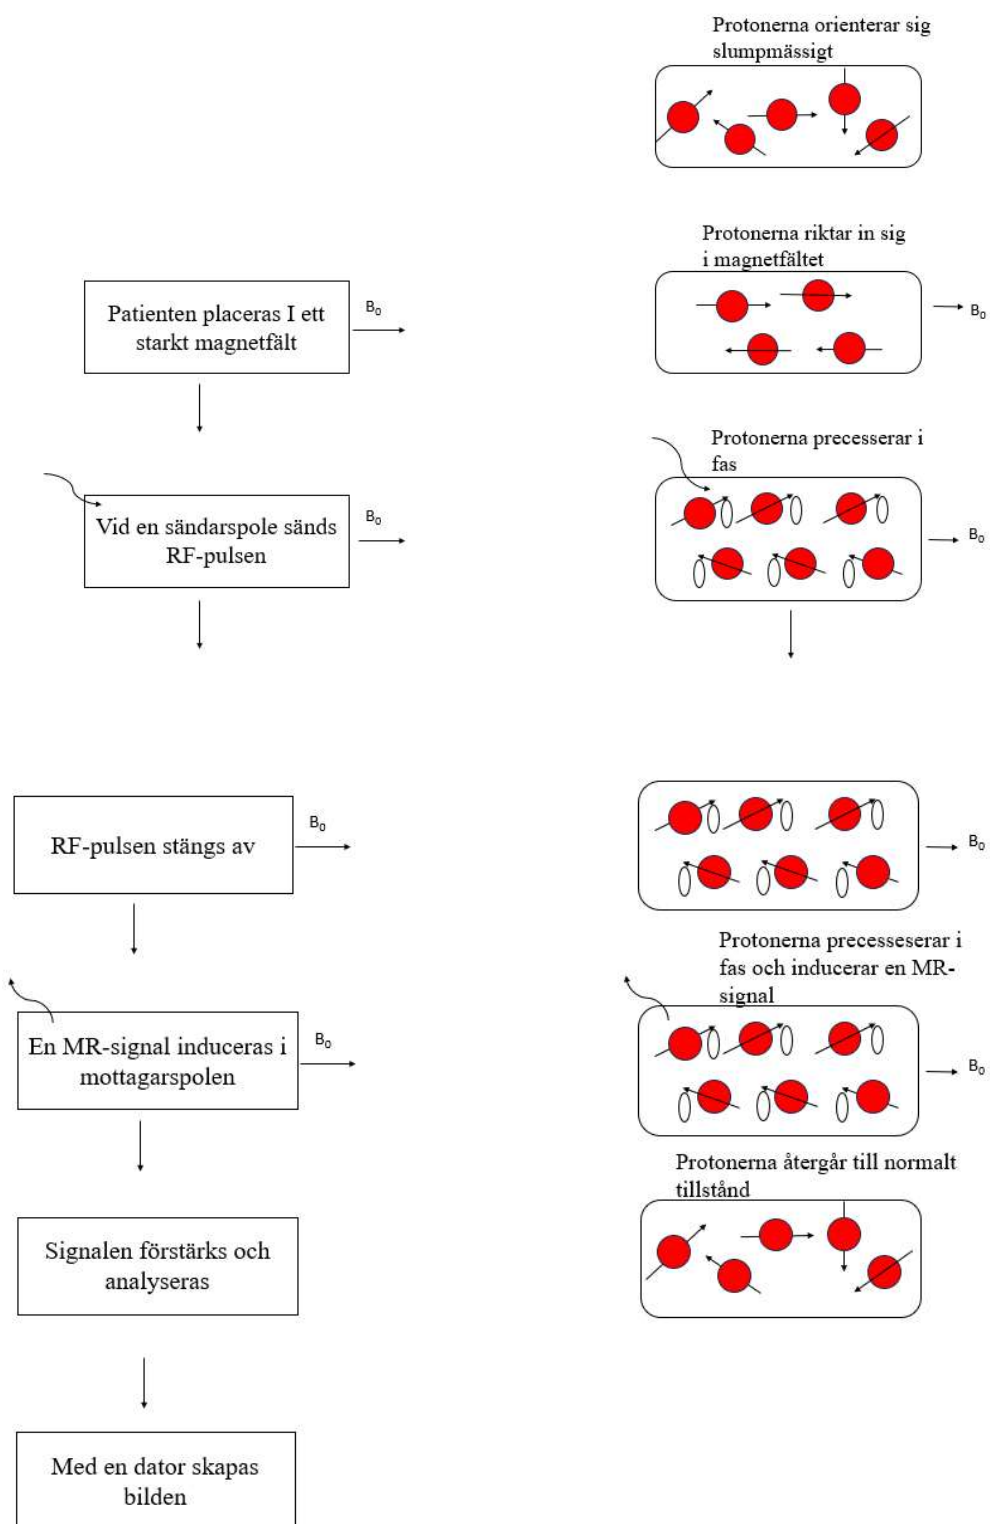 Protonerna orienterar sig
slumpmässigt
Protonerna riktar in sig
i magnetfältet
B₀
Patienten placeras I ett
starkt magnetfält
B₀
Protonerna precesserar i
fas
B₀
Vid en sändarspole sänds
RF-pulsen
B₀
RF-pulsen stängs av
B₀
B₀
Protonerna precesseserar i
fas och inducerar en MR-
signal
B₀
En MR-signal induceras i
mottagarspolen
B₀
Protonerna återgår till normalt
tillstånd
Signalen förstärks och
analyseras
Med en dator skapas
bilden